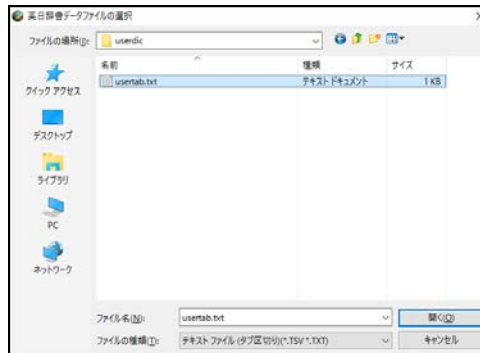 英日辞書データファイルの選択
ファイルの場所(I): userdic
名前 種類 サイズ
usertab.txt テキスト ドキュメント 1 KB
クイック アクセス
デスクトップ
ライブラリ
PC
ネットワーク
ファイル名(N): usertab.txt 開く(O)
ファイルの種類(T): テキスト ファイル (タブ区切り)(*.TSV *.TXT) キャンセル